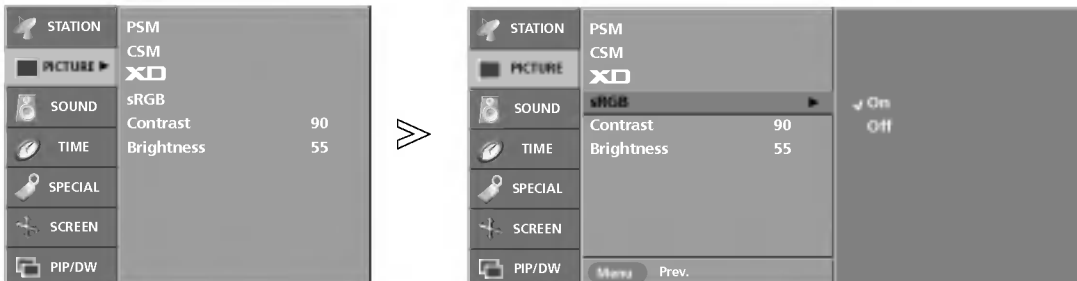 STATION
PICTURE
SOUND
TIME
SPECIAL
SCREEN
PIP/DW
PSM
CSM
XD
sRGB
Contrast 90
Brightness 55
STATION
PICTURE
SOUND
TIME
SPECIAL
SCREEN
PIP/DW
PSM
CSM
XD
sRGB
Contrast 90
Brightness 55
Menu Prev.
On
Off